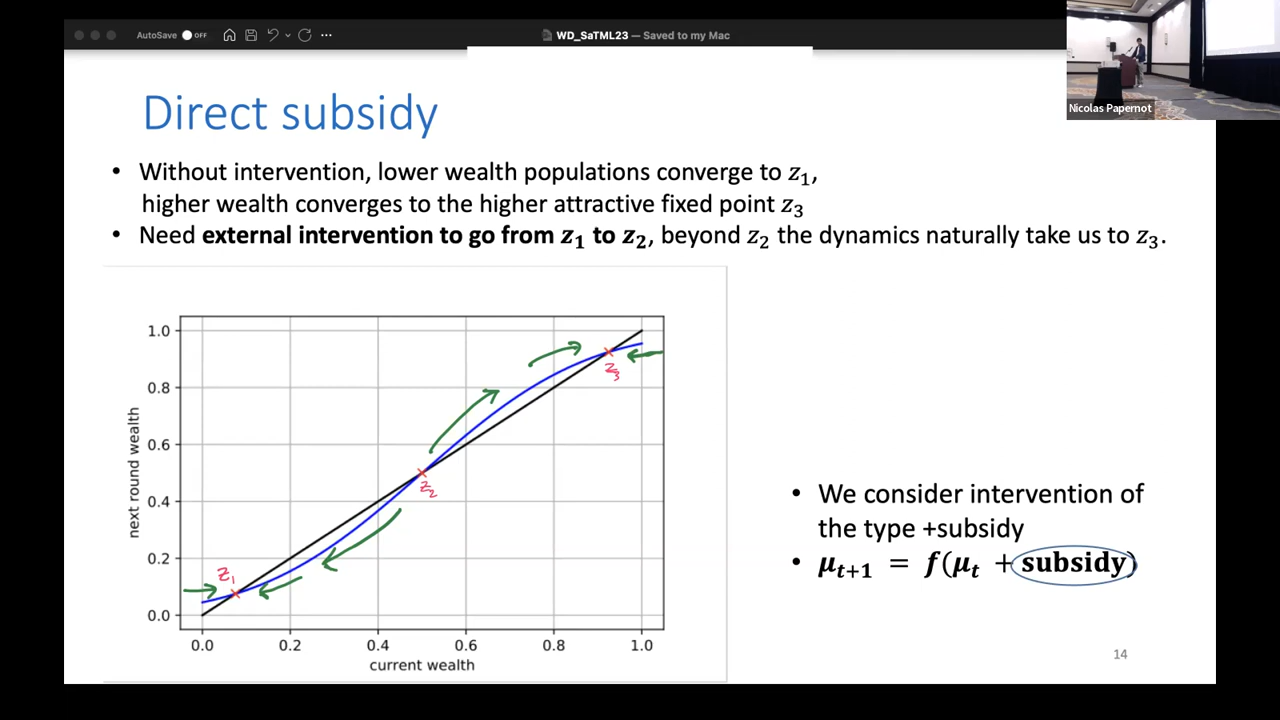 AutoSave OFF
WD_SaTML23 — Saved to my Mac
Nicolas Papernot
Direct subsidy
• Without intervention, lower wealth populations converge to z₁,
higher wealth converges to the higher attractive fixed point z₃
• Need external intervention to go from z₁ to z₂, beyond z₂ the dynamics naturally take us to z₃.
1.0
0.8
0.6
0.4
0.2
0.0
next round wealth
z₃
z₂
z₁
0.0 0.2 0.4 0.6 0.8 1.0
current wealth
• We consider intervention of
the type +subsidy
• μₜ₊₁ = f(μₜ + subsidy)
14